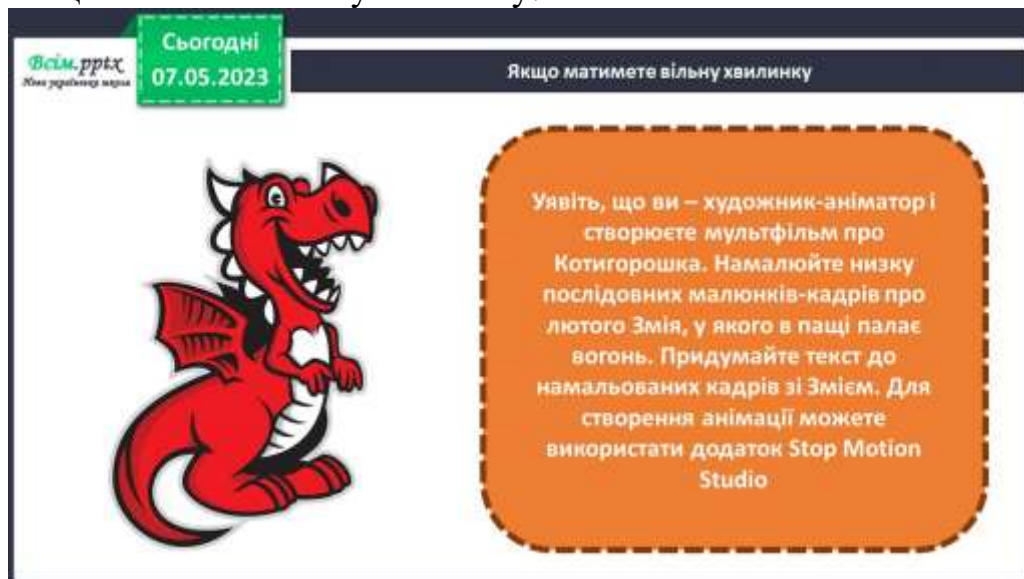 Сьогодні
07.05.2023
Всім.pptx
Нова українська школа
Якщо матимете вільну хвилинку
Уявіть, що ви – художник-аніматор і
створюєте мультфільм про
Котигорошка. Намалюйте низку
послідовних малюнків-кадрів про
лютого Змія, у якого в пащі палає
вогонь. Придумайте текст до
намальованих кадрів зі Змієм. Для
створення анімації можете
використати додаток Stop Motion
Studio